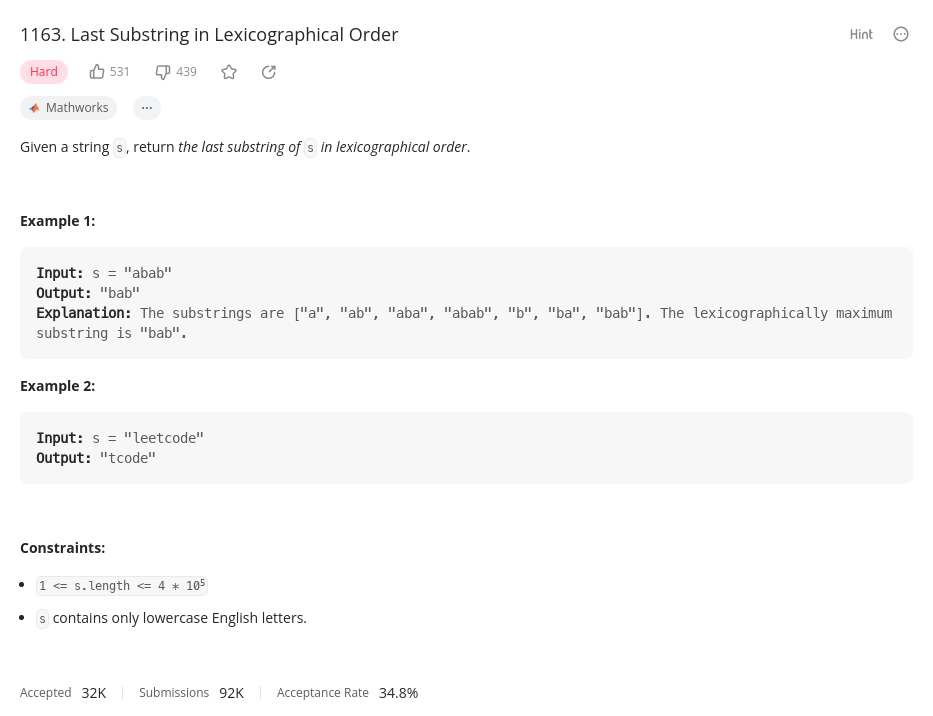 1163. Last Substring in Lexicographical Order
Hint
Hard 531 439
Mathworks ...
Given a string s, return the last substring of s in lexicographical order.
Example 1:
Input: s = "abab"
Output: "bab"
Explanation: The substrings are ["a", "ab", "aba", "abab", "b", "ba", "bab"]. The lexicographically maximum
substring is "bab".
Example 2:
Input: s = "leetcode"
Output: "tcode"
Constraints:
• 1 <= s.length <= 4 * 10⁵
• s contains only lowercase English letters.
Accepted 32K Submissions 92K Acceptance Rate 34.8%